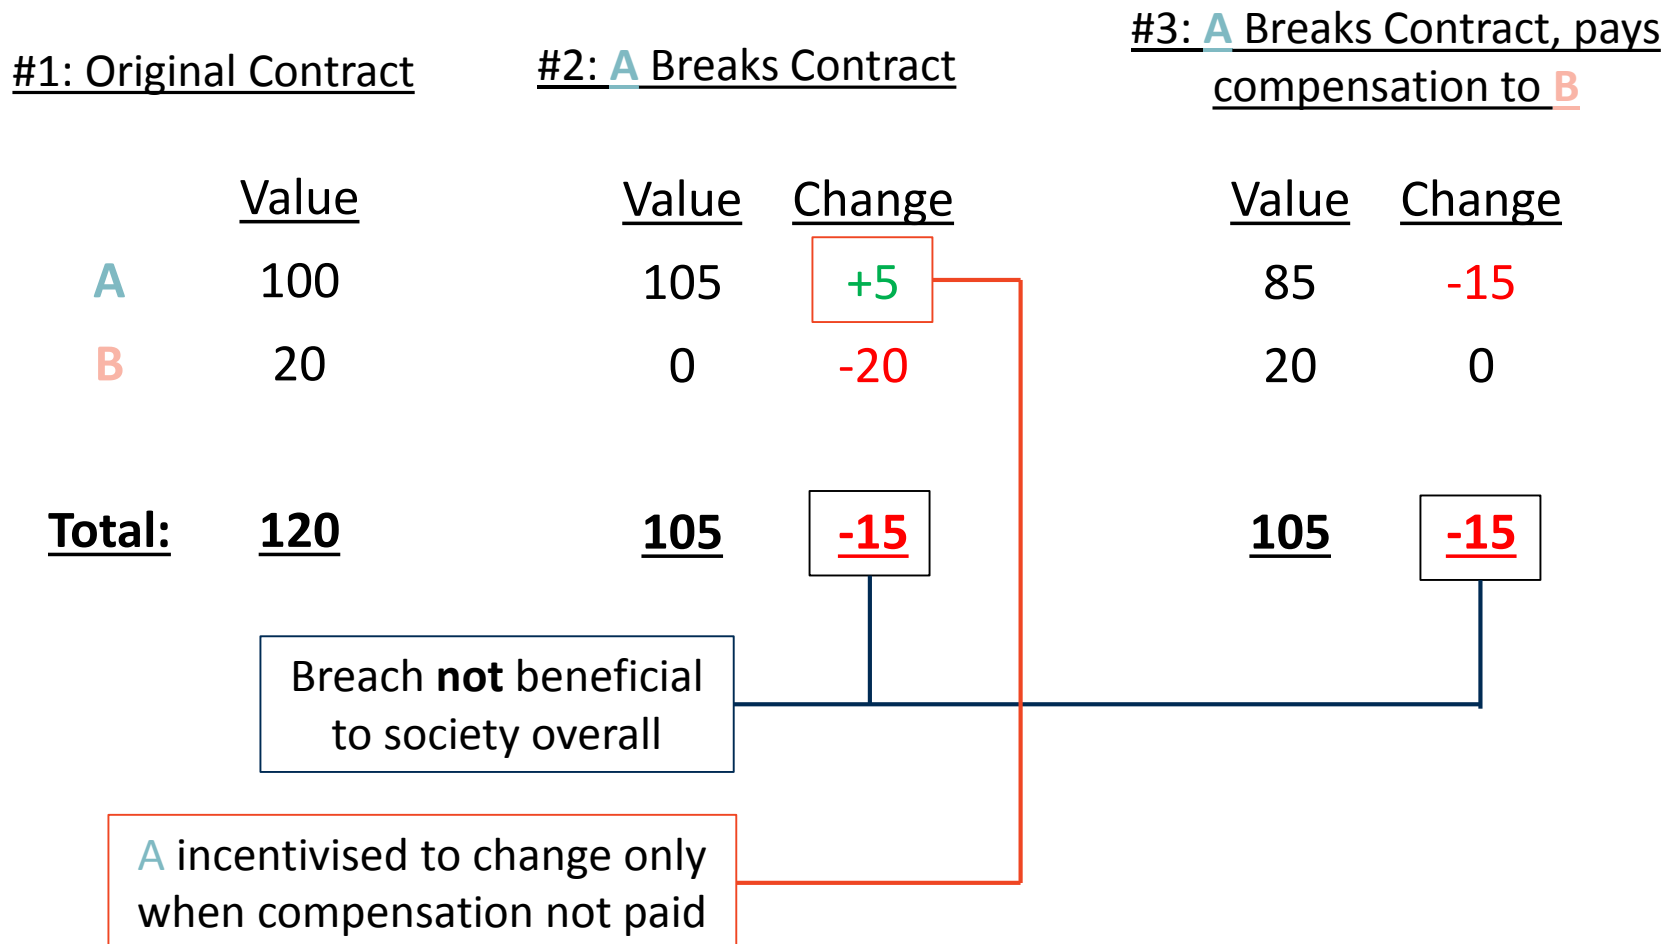 #1: Original Contract
#2: A Breaks Contract
#3: A Breaks Contract, pays
compensation to B
Value
Value Change
Value Change
A 100 105 +5 85 -15
B 20 0 -20 20 0
Total: 120 105 -15 105 -15
Breach not beneficial
to society overall
A incentivised to change only
when compensation not paid